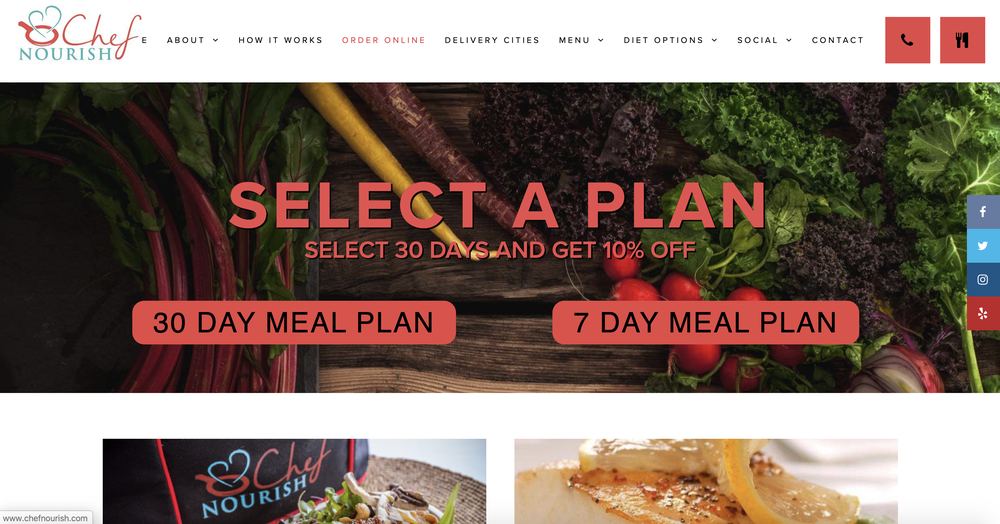 Chef
NOURISH
E ABOUT HOW IT WORKS ORDER ONLINE DELIVERY CITIES MENU DIET OPTIONS SOCIAL CONTACT
SELECT A PLAN
SELECT 30 DAYS AND GET 10% OFF
30 DAY MEAL PLAN 7 DAY MEAL PLAN
Chef
NOURISH
www.chefnourish.com